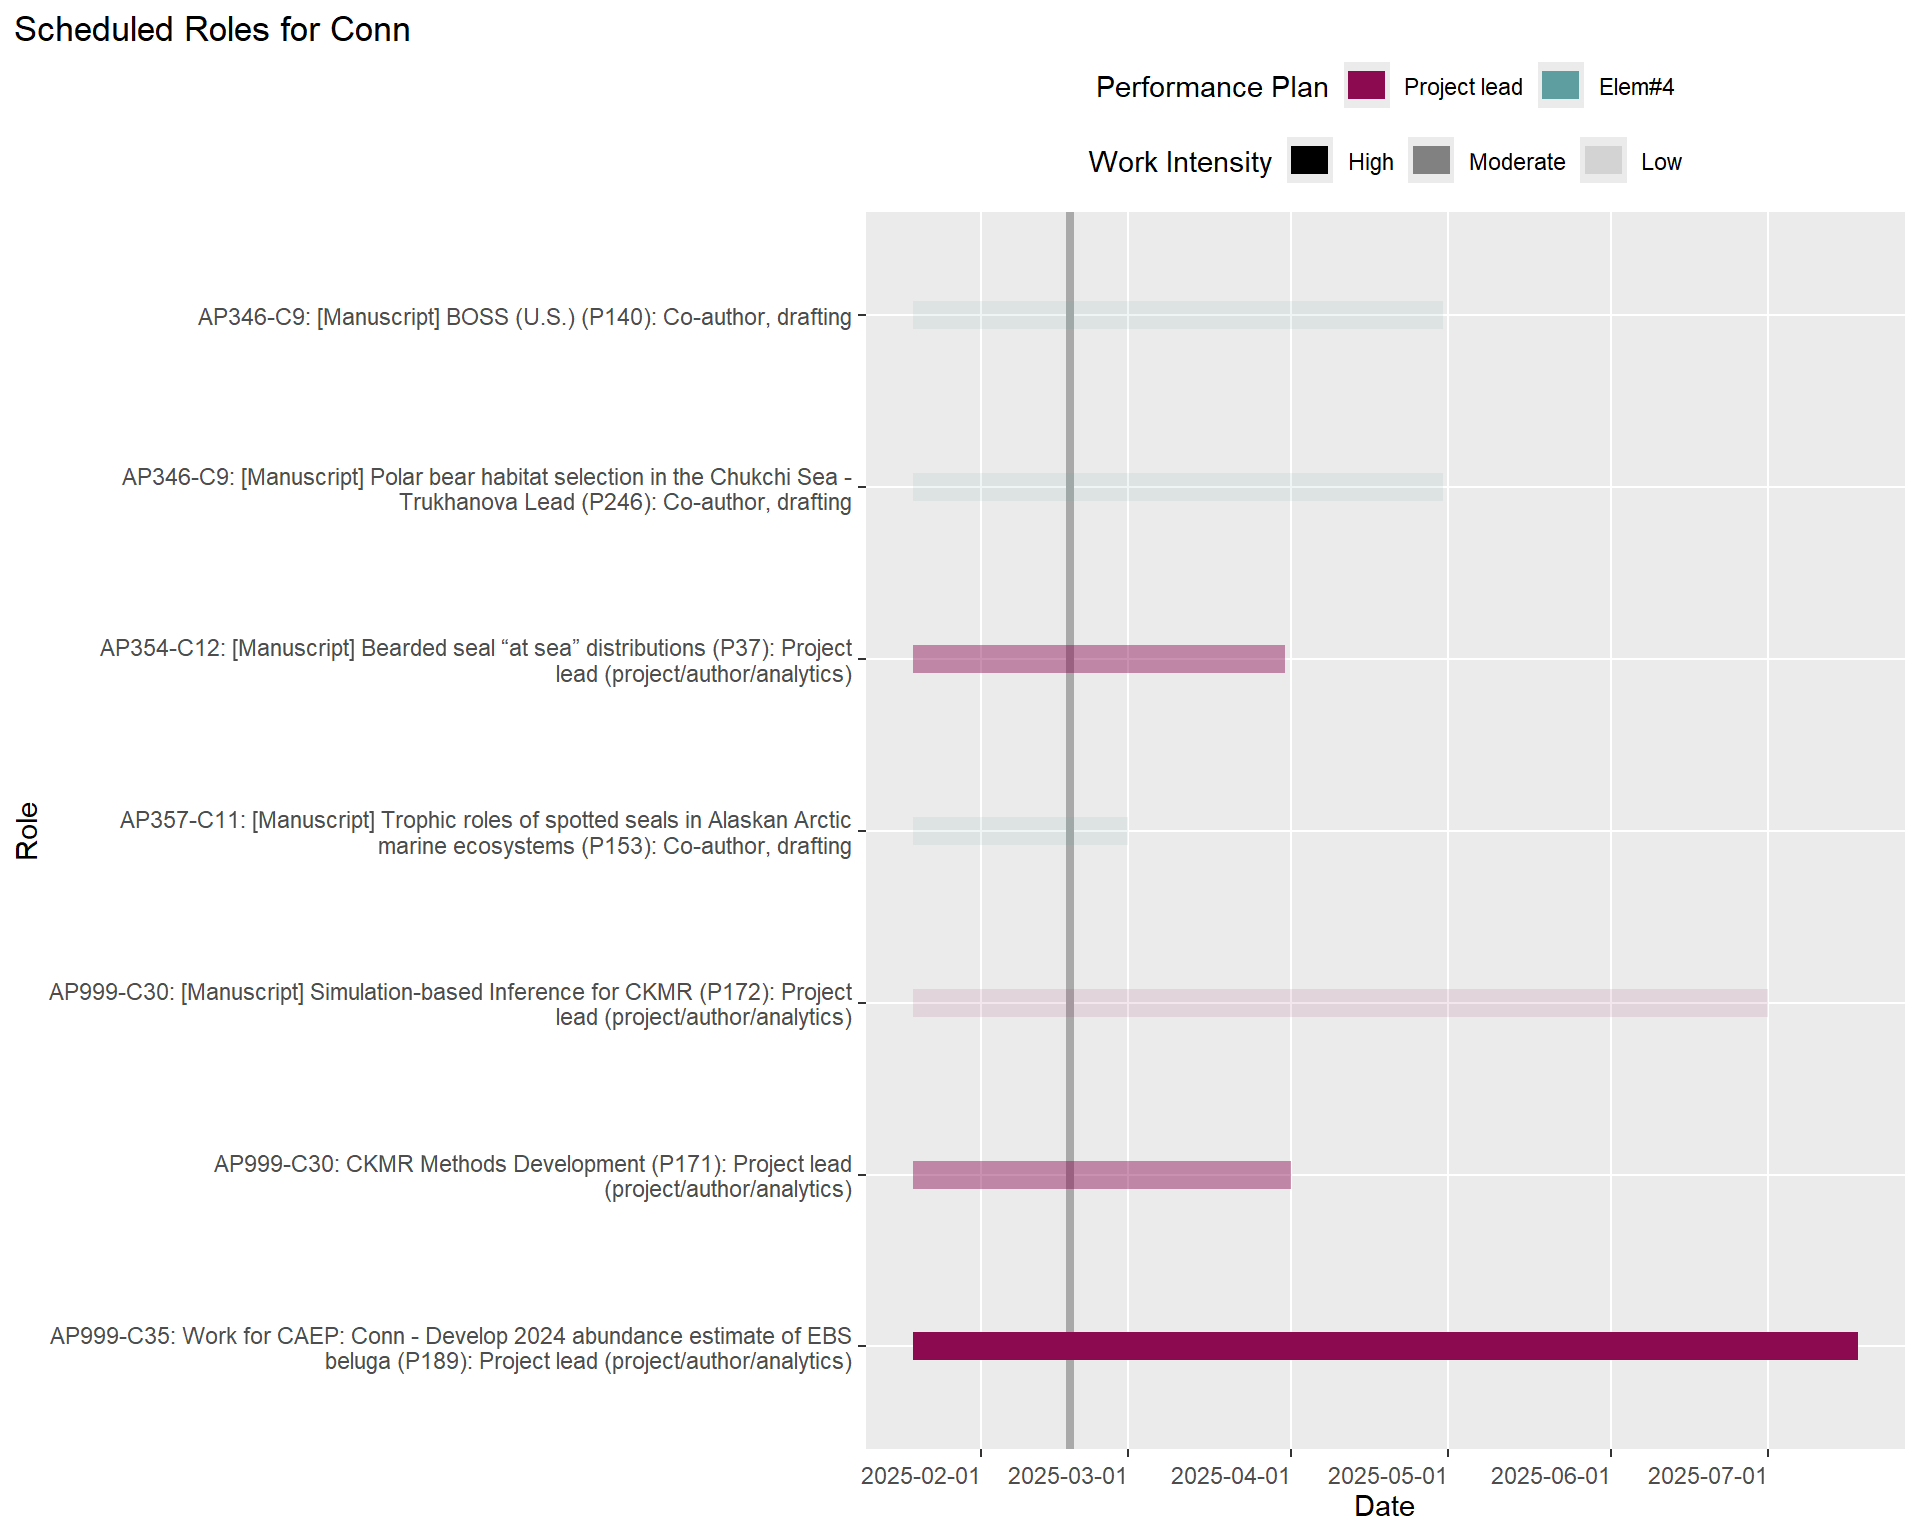 Scheduled Roles for Conn
Performance Plan Project lead Elem#4
Work Intensity High Moderate Low
AP346-C9: [Manuscript] BOSS (U.S.) (P140): Co-author, drafting
AP346-C9: [Manuscript] Polar bear habitat selection in the Chukchi Sea -
Trukhanova Lead (P246): Co-author, drafting
AP354-C12: [Manuscript] Bearded seal “at sea” distributions (P37): Project
lead (project/author/analytics)
AP357-C11: [Manuscript] Trophic roles of spotted seals in Alaskan Arctic
marine ecosystems (P153): Co-author, drafting
AP999-C30: [Manuscript] Simulation-based Inference for CKMR (P172): Project
lead (project/author/analytics)
AP999-C30: CKMR Methods Development (P171): Project lead
(project/author/analytics)
AP999-C35: Work for CAEP: Conn - Develop 2024 abundance estimate of EBS
beluga (P189): Project lead (project/author/analytics)
Role
2025-02-01 2025-03-01 2025-04-01 2025-05-01 2025-06-01 2025-07-01
Date